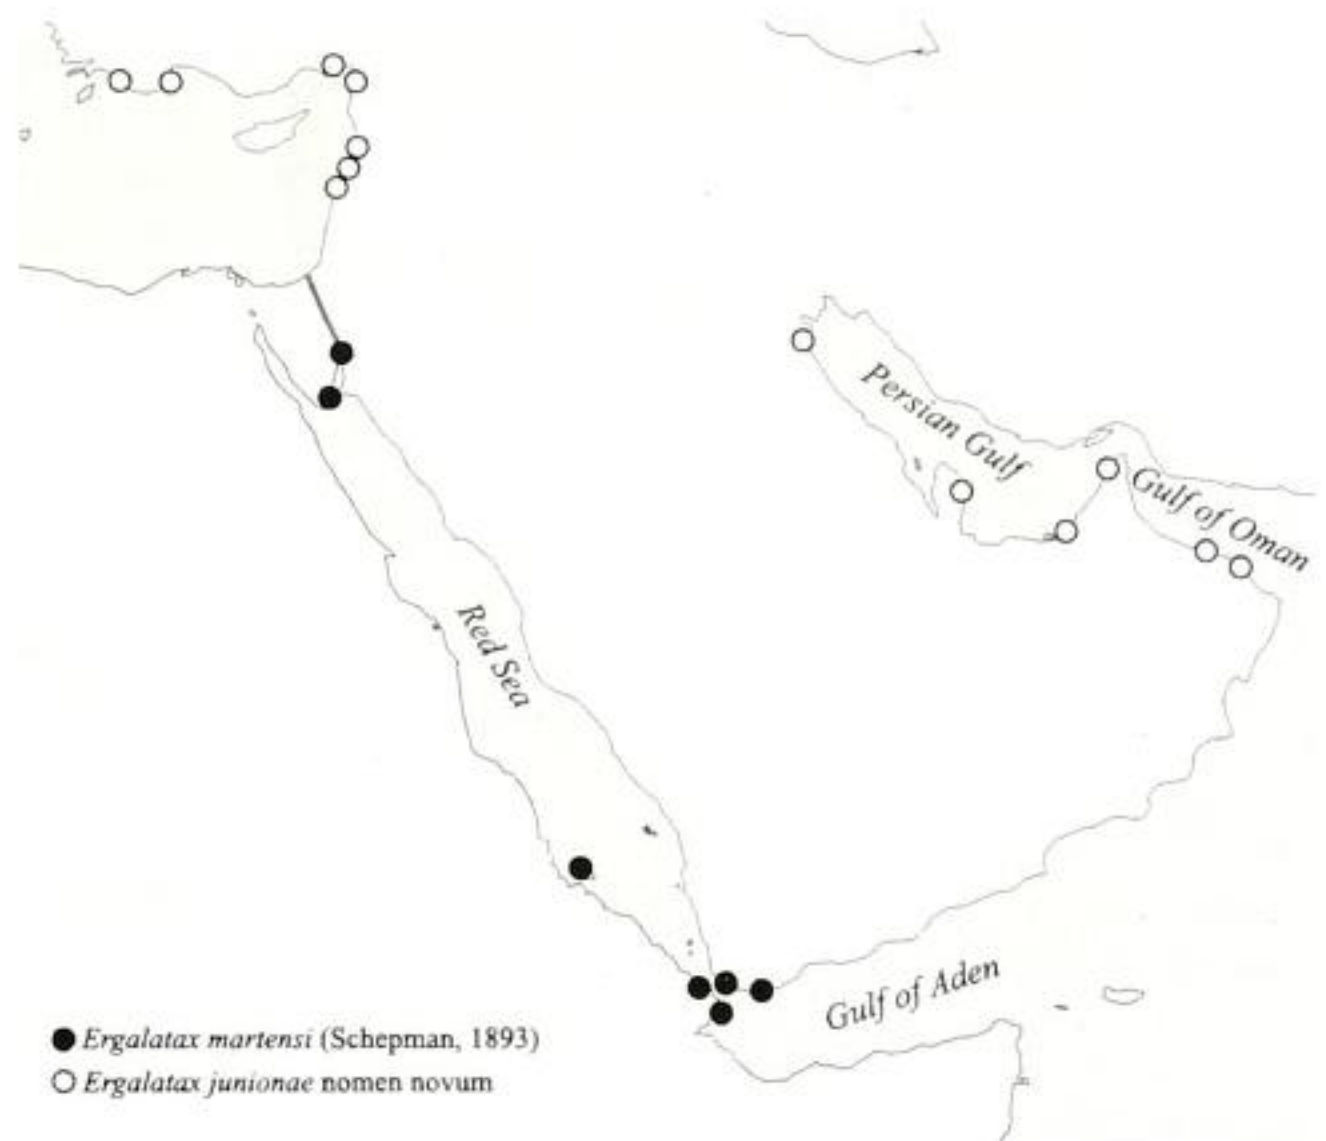 Persian Gulf
Gulf of Oman
Red Sea
Gulf of Aden
Ergalatax martensi (Schepman, 1893)
Ergalatax junionae nomen novum